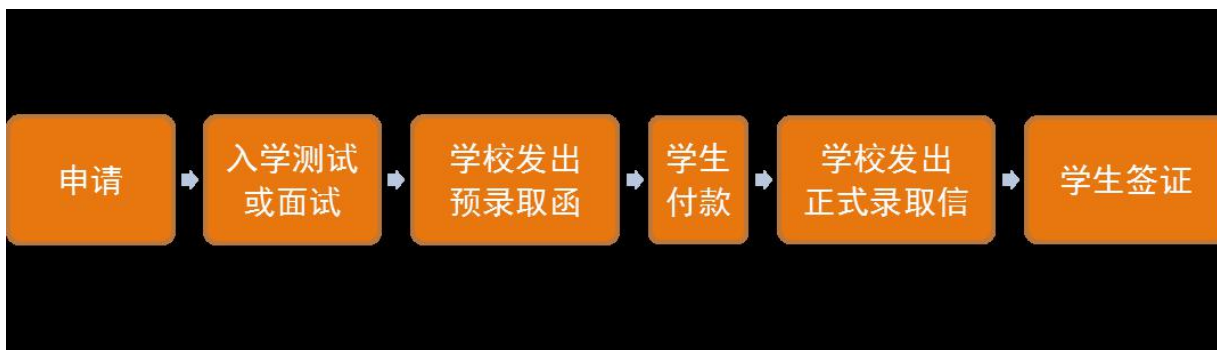 申请
入学测试
或面试
学校发出
预录取函
学生
付款
学校发出
正式录取信
学生签证